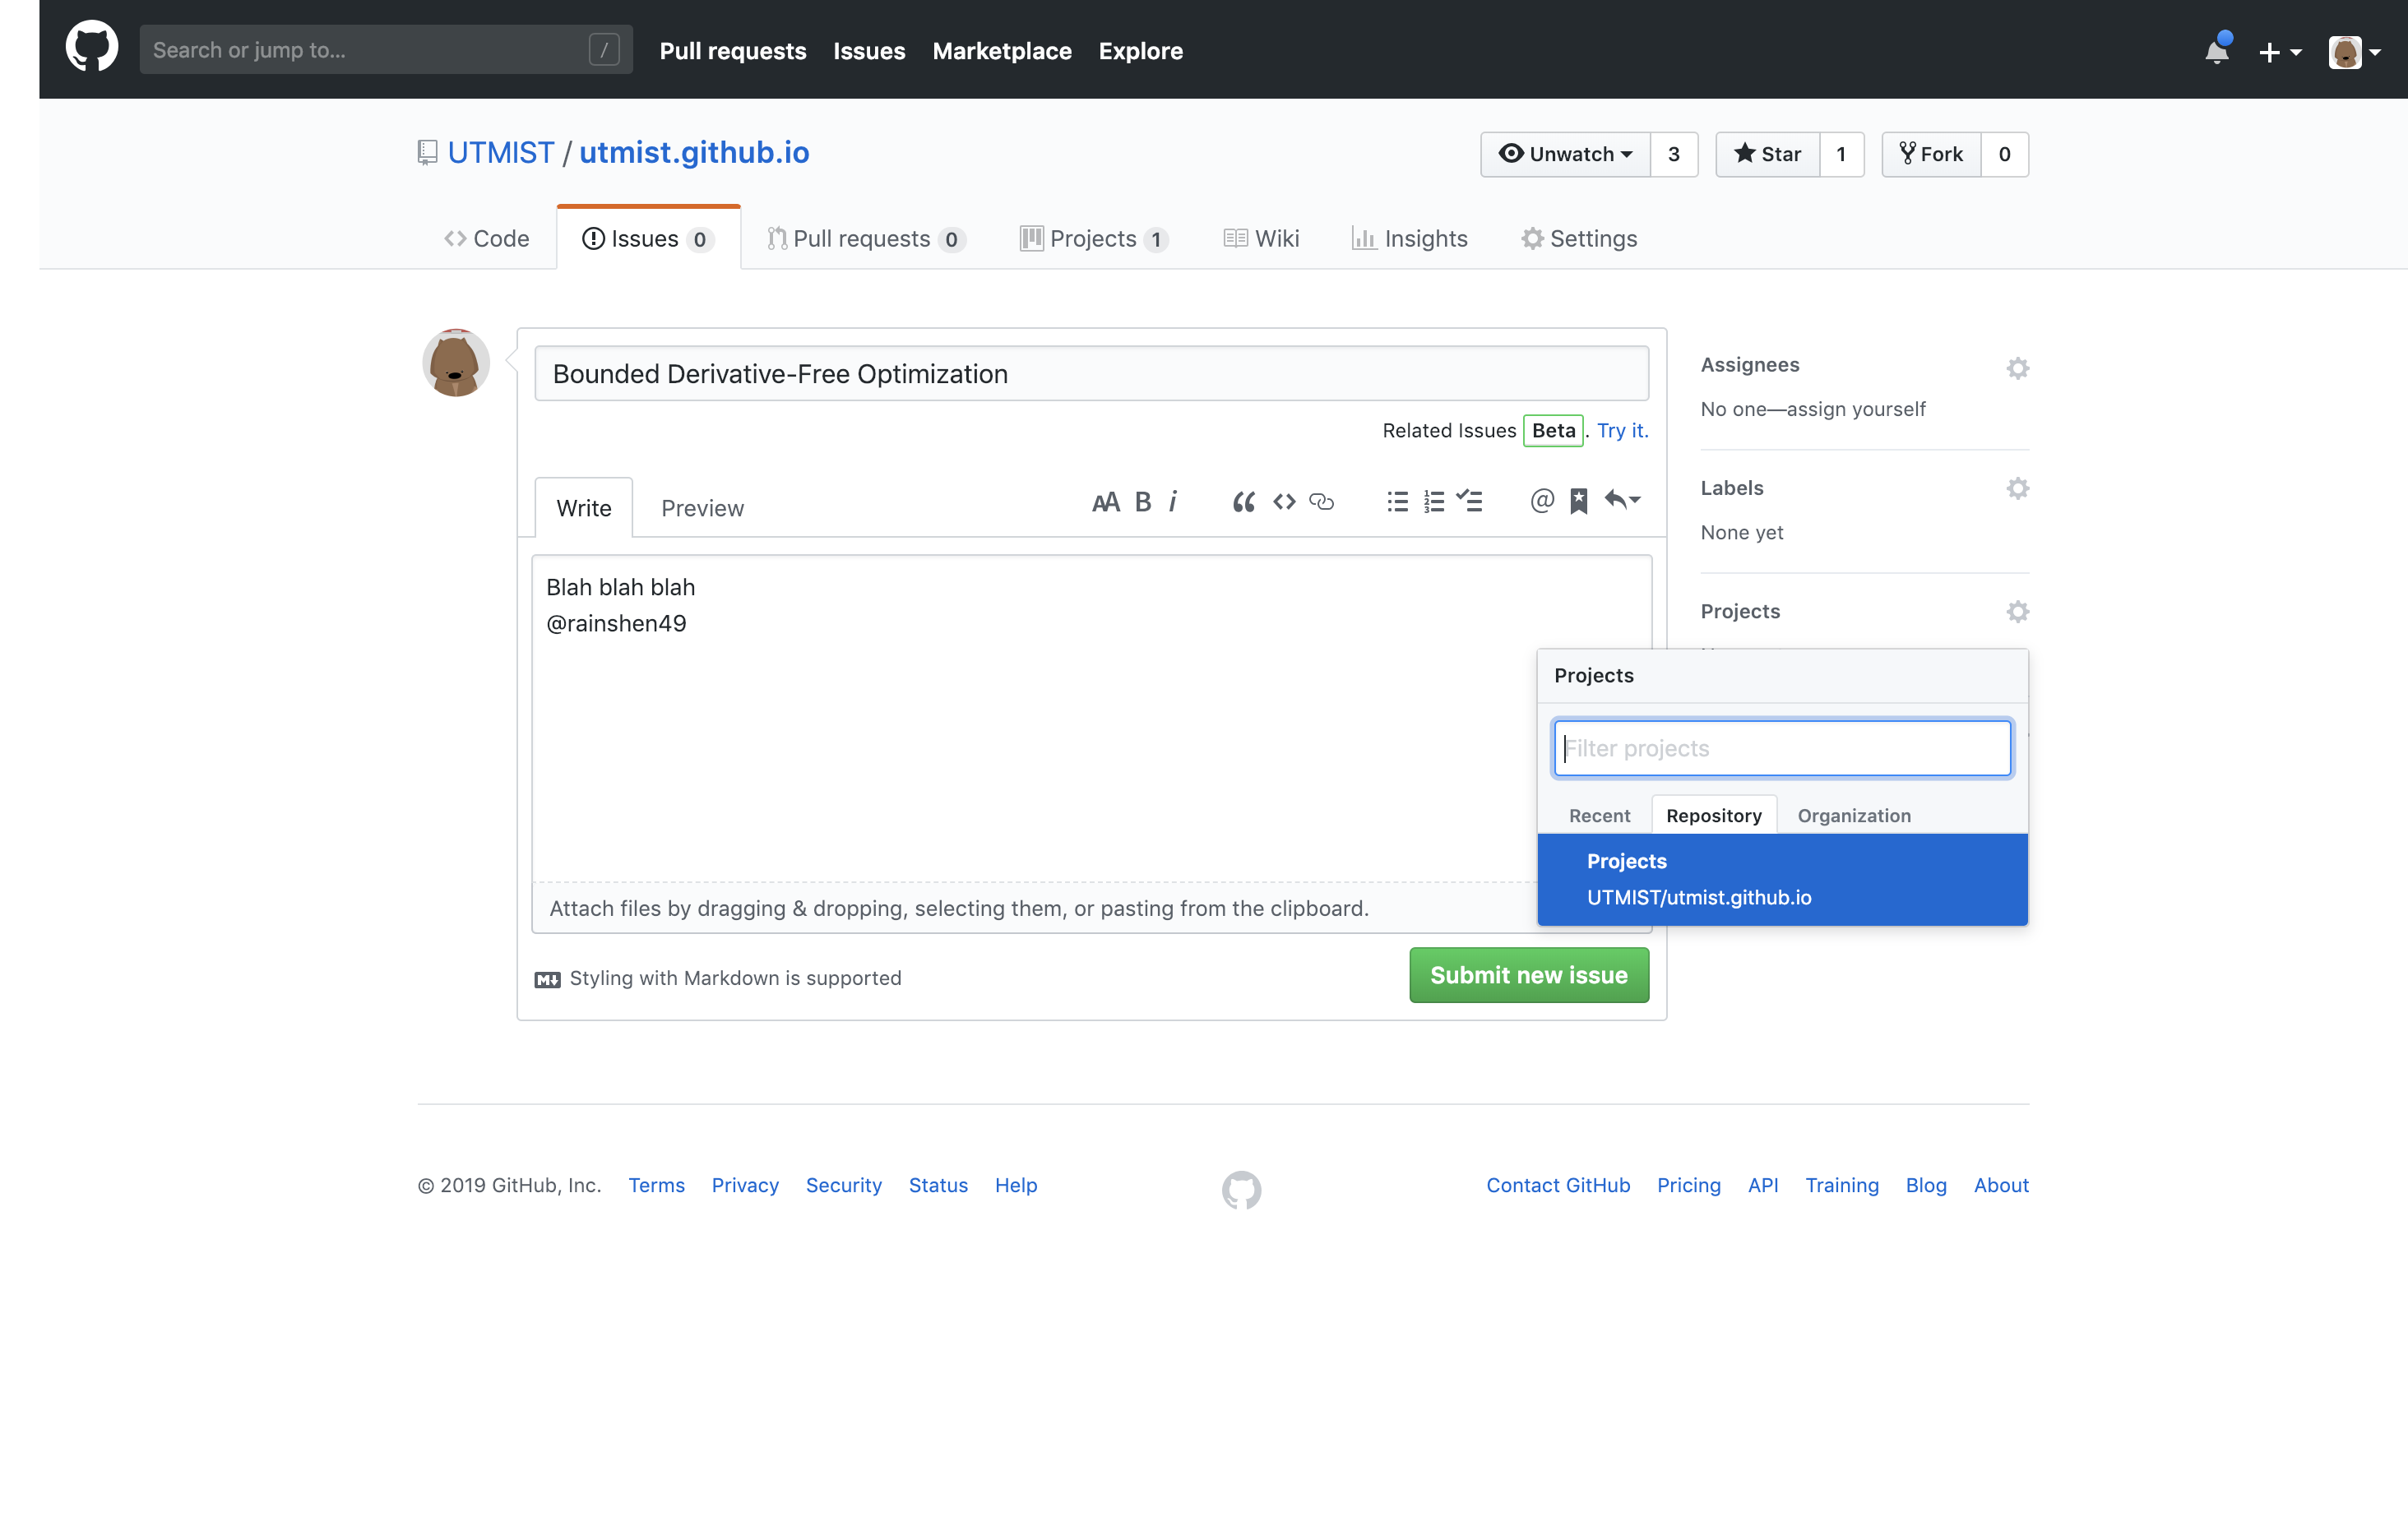 Search or jump to... / Pull requests Issues Marketplace Explore
UTMIST / utmist.github.io Unwatch 3 Star 1 Fork 0
Code Issues 0 Pull requests 0 Projects 1 Wiki Insights Settings
Bounded Derivative-Free Optimization
Related Issues Beta. Try it.
Write Preview AA B i
Blah blah blah
@rainshen49
Attach files by dragging & dropping, selecting them, or pasting from the clipboard.
Styling with Markdown is supported
Submit new issue
Assignees
No one—assign yourself
Labels
None yet
Projects
Projects
Filter projects
Recent Repository Organization
Projects
UTMIST/utmist.github.io
© 2019 GitHub, Inc. Terms Privacy Security Status Help
Contact GitHub Pricing API Training Blog About